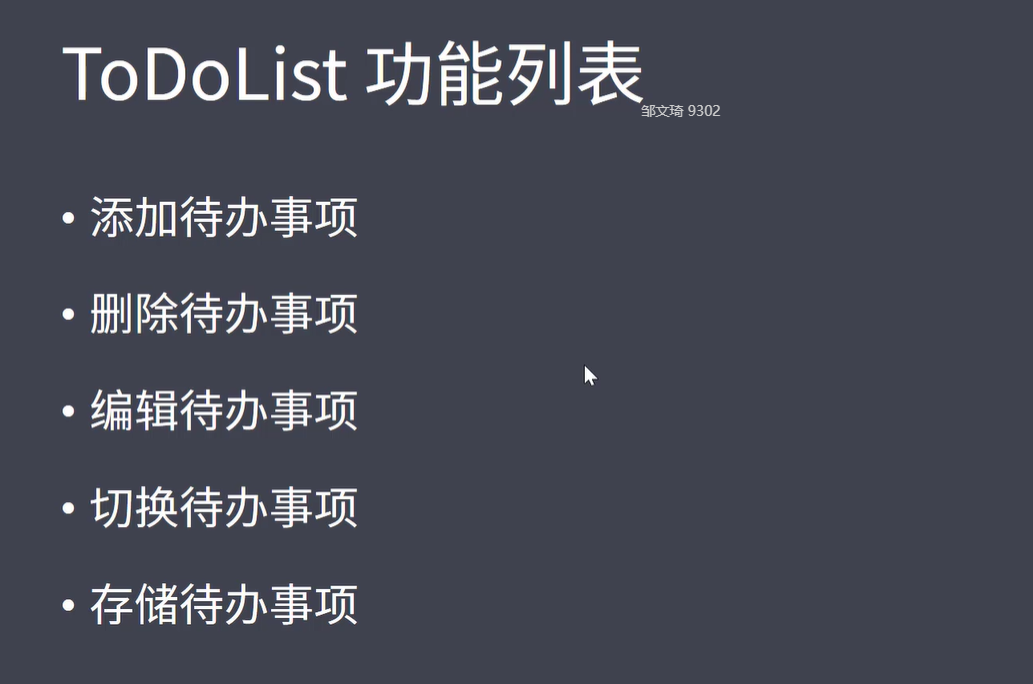 ToDoList 功能列表
邹文琦 9302
• 添加待办事项
• 删除待办事项
• 编辑待办事项
• 切换待办事项
• 存储待办事项